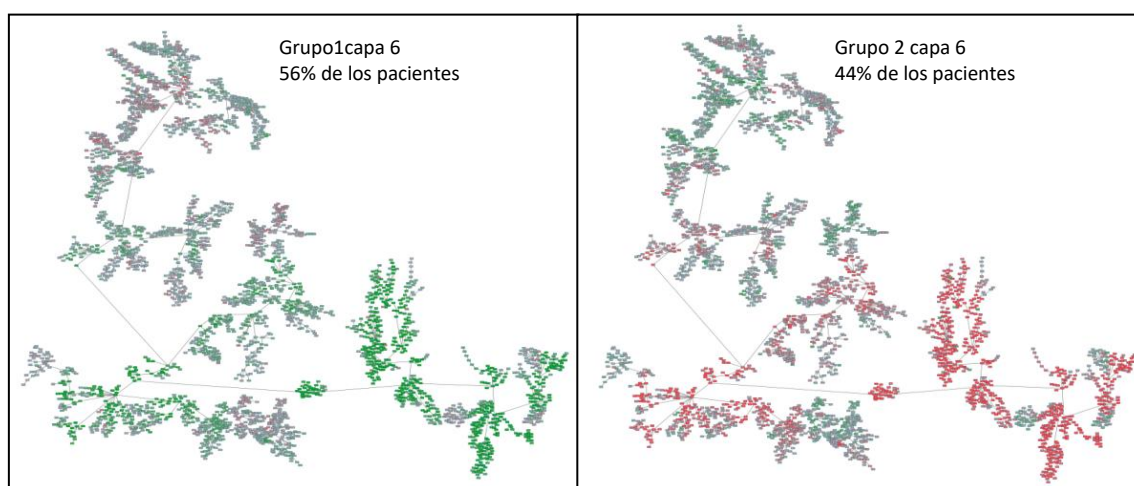 Grupo1capa 6
56% de los pacientes
Grupo 2 capa 6
44% de los pacientes